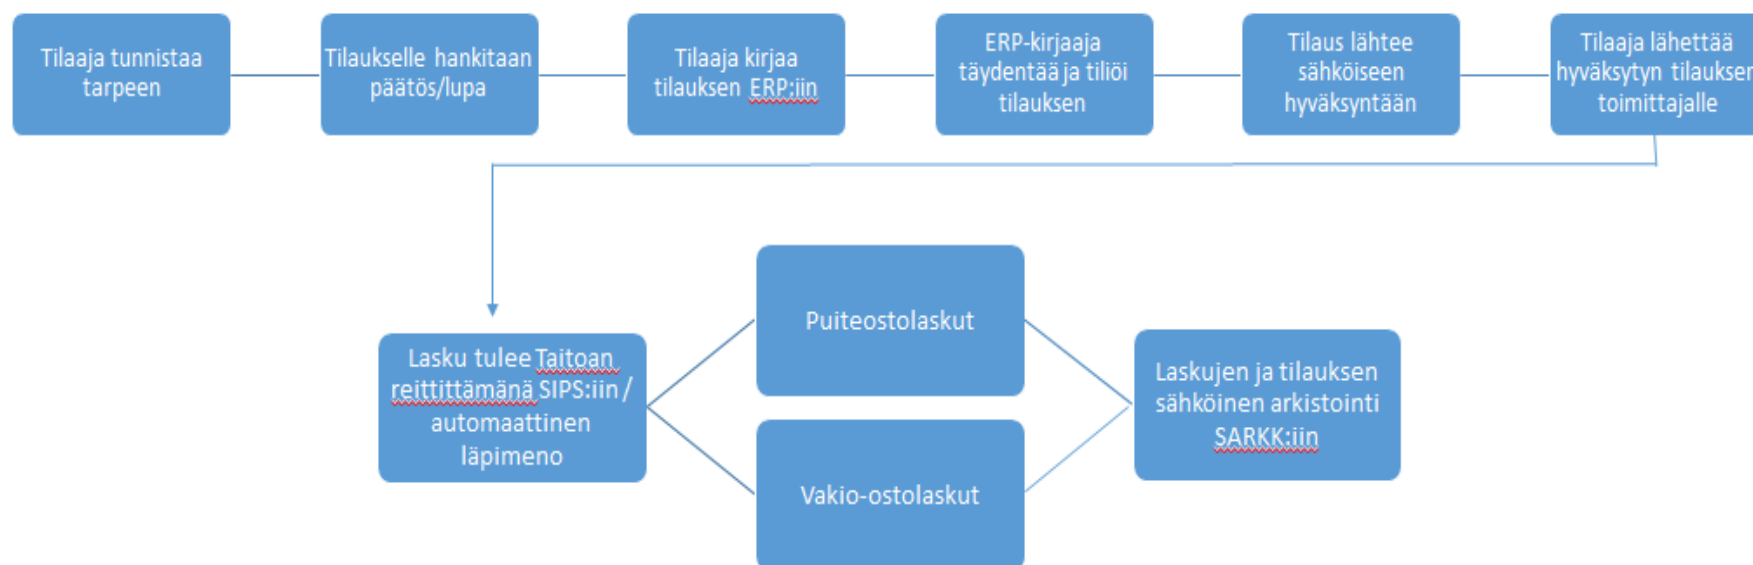 Tilaaja tunnistaa
tarpeen
Tilaukselle hankitaan
päätös/lupa
Tilaaja kirjaa
tilauksen ERP:iin
ERP-kirjaaja
täydentää ja tiliöi
tilauksen
Tilaus lähtee
sähköiseen
hyväksyntään
Tilaaja lähettää
hyväksytyn tilauksen
toimittajalle
Lasku tulee Taitoan
reittittämänä SIPS:iin /
automaattinen
läpimeno
Puiteostolaskut
Vakio-ostolaskut
Laskujen ja tilauksen
sähköinen arkistointi
SARKK:iin